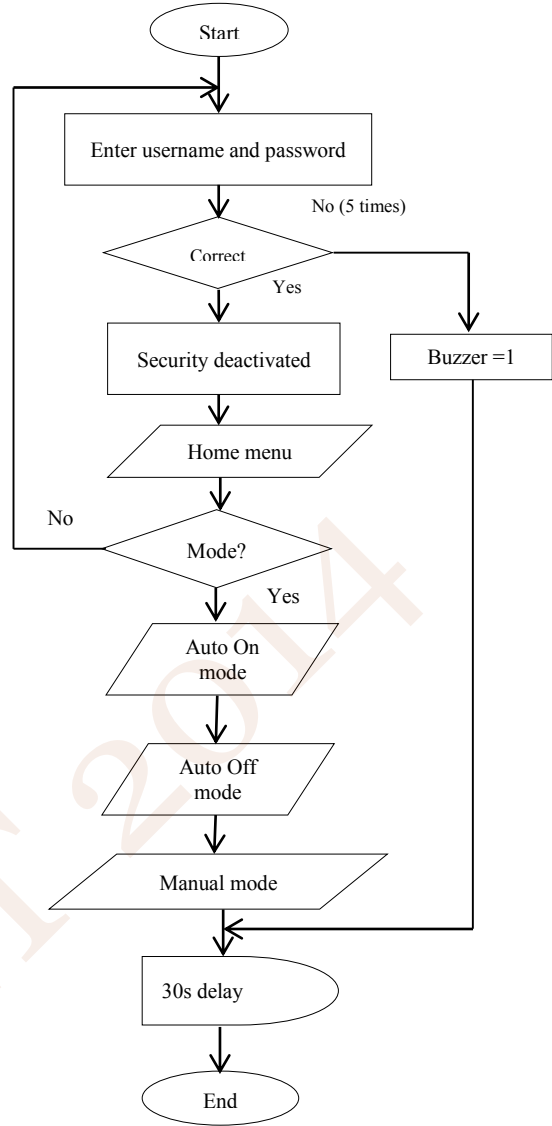 Start
Enter username and password
No (5 times)
Correct
Yes
Security deactivated
Buzzer =1
Home menu
No
Mode?
Yes
Auto On
mode
Auto Off
mode
Manual mode
30s delay
End
T 2014